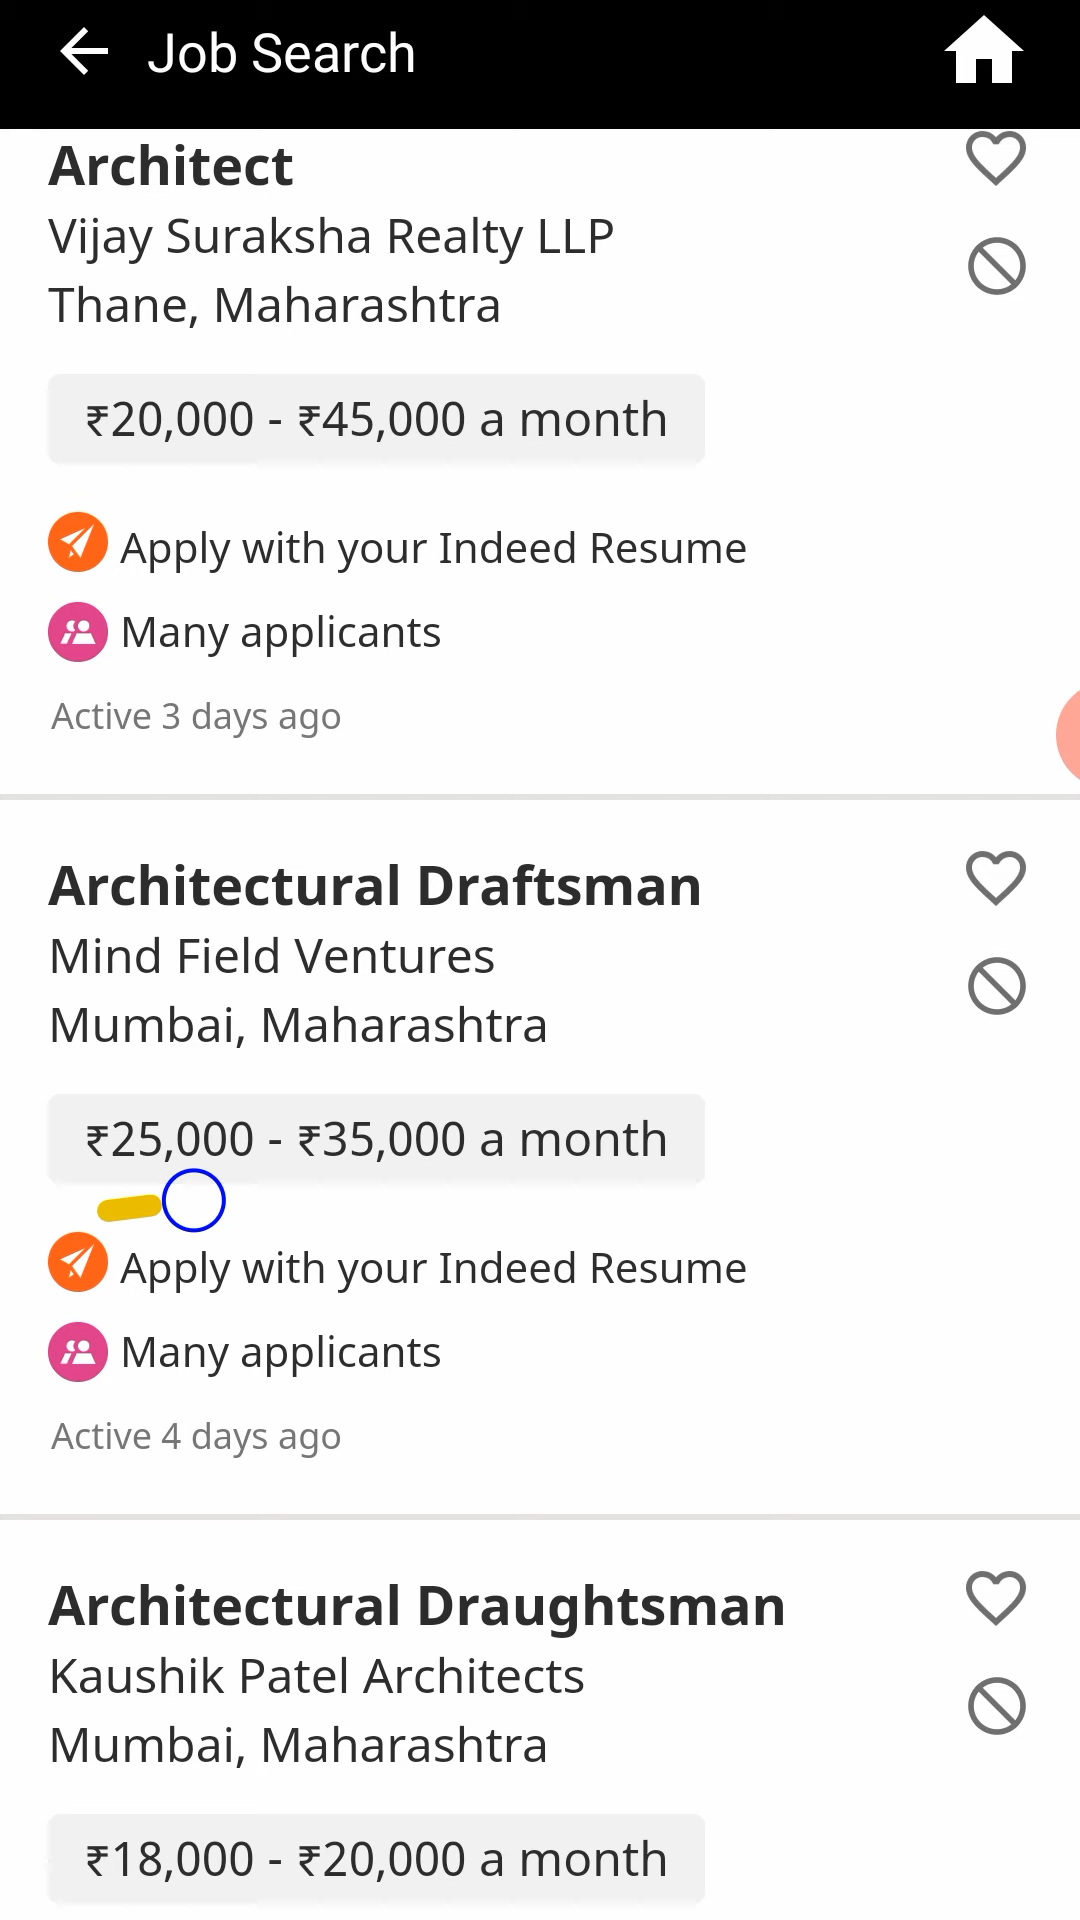 Job Search
Architect
Vijay Suraksha Realty LLP
Thane, Maharashtra
₹20,000 - ₹45,000 a month
Apply with your Indeed Resume
Many applicants
Active 3 days ago
Architectural Draftsman
Mind Field Ventures
Mumbai, Maharashtra
₹25,000 - ₹35,000 a month
Apply with your Indeed Resume
Many applicants
Active 4 days ago
Architectural Draughtsman
Kaushik Patel Architects
Mumbai, Maharashtra
₹18,000 - ₹20,000 a month